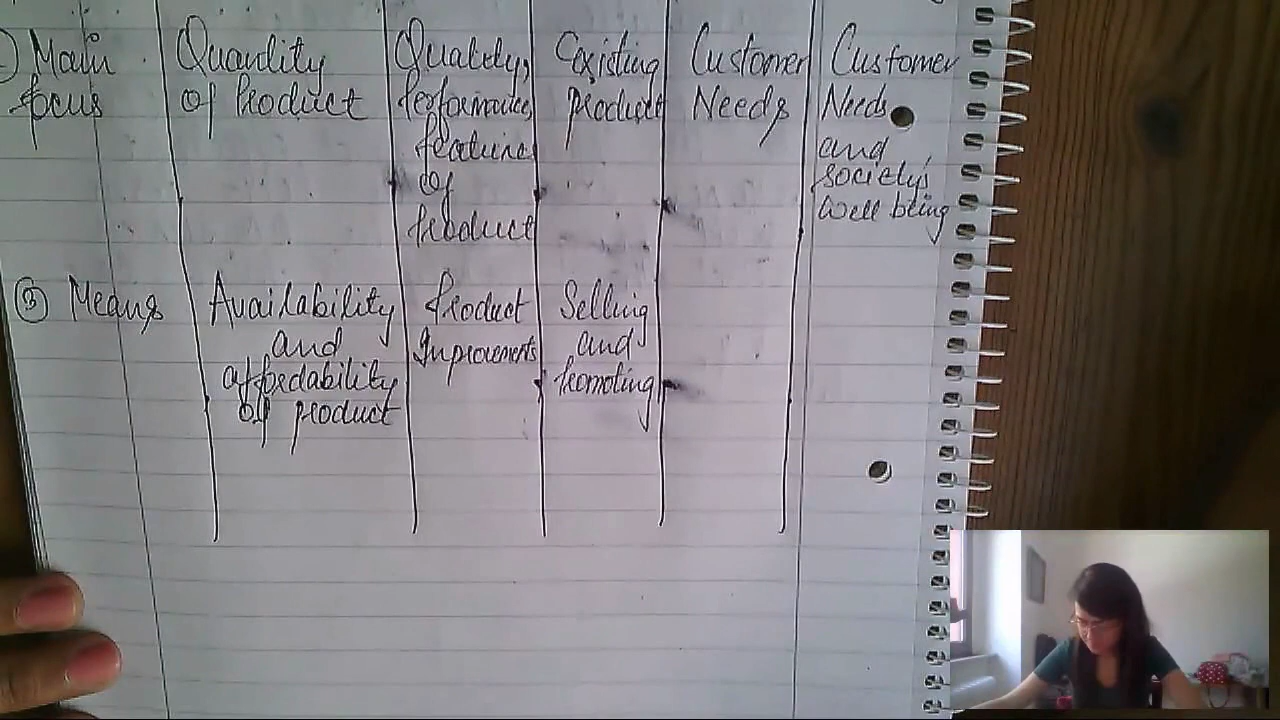 Main
focus
Quantity
of Product
Quality,
Performance,
features
of
product
Existing
product
Customer
Needs
Customer
Needs
and
society's
well being
③ Means
Availability
and
affordability
of product
Product
Improvements
Selling
and
Promoting